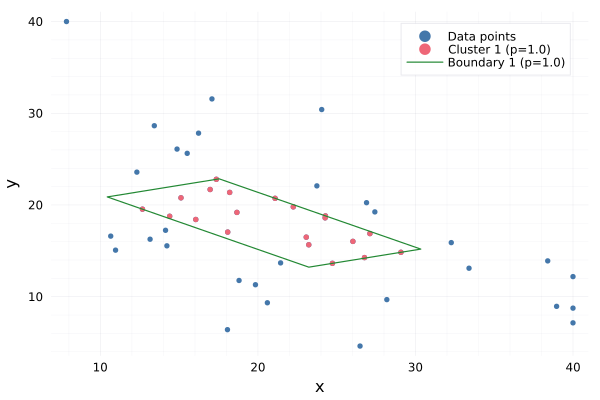 40
Data points
Cluster 1 (p=1.0)
Boundary 1 (p=1.0)
30
y
20
10
10 20 30 40
x